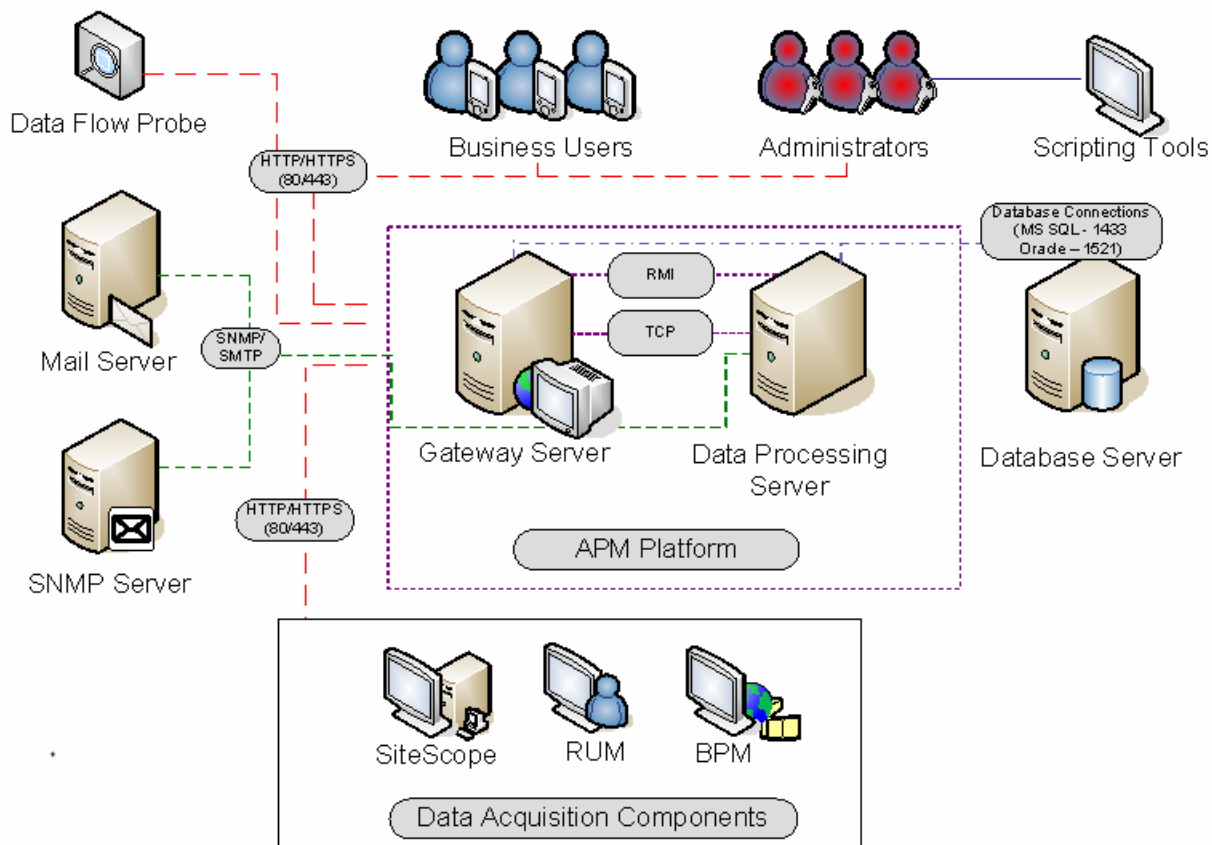 Data Flow Probe
Business Users
Administrators
Scripting Tools
HTTP/HTTPS
(80/443)
Database Connections
(MS SQL - 1433
Oracle – 1521)
RMI
TCP
Mail Server
SNMP/
SMTP
Gateway Server
Data Processing
Server
Database Server
HTTP/HTTPS
(80/443)
APM Platform
SNMP Server
SiteScope
RUM
BPM
Data Acquisition Components